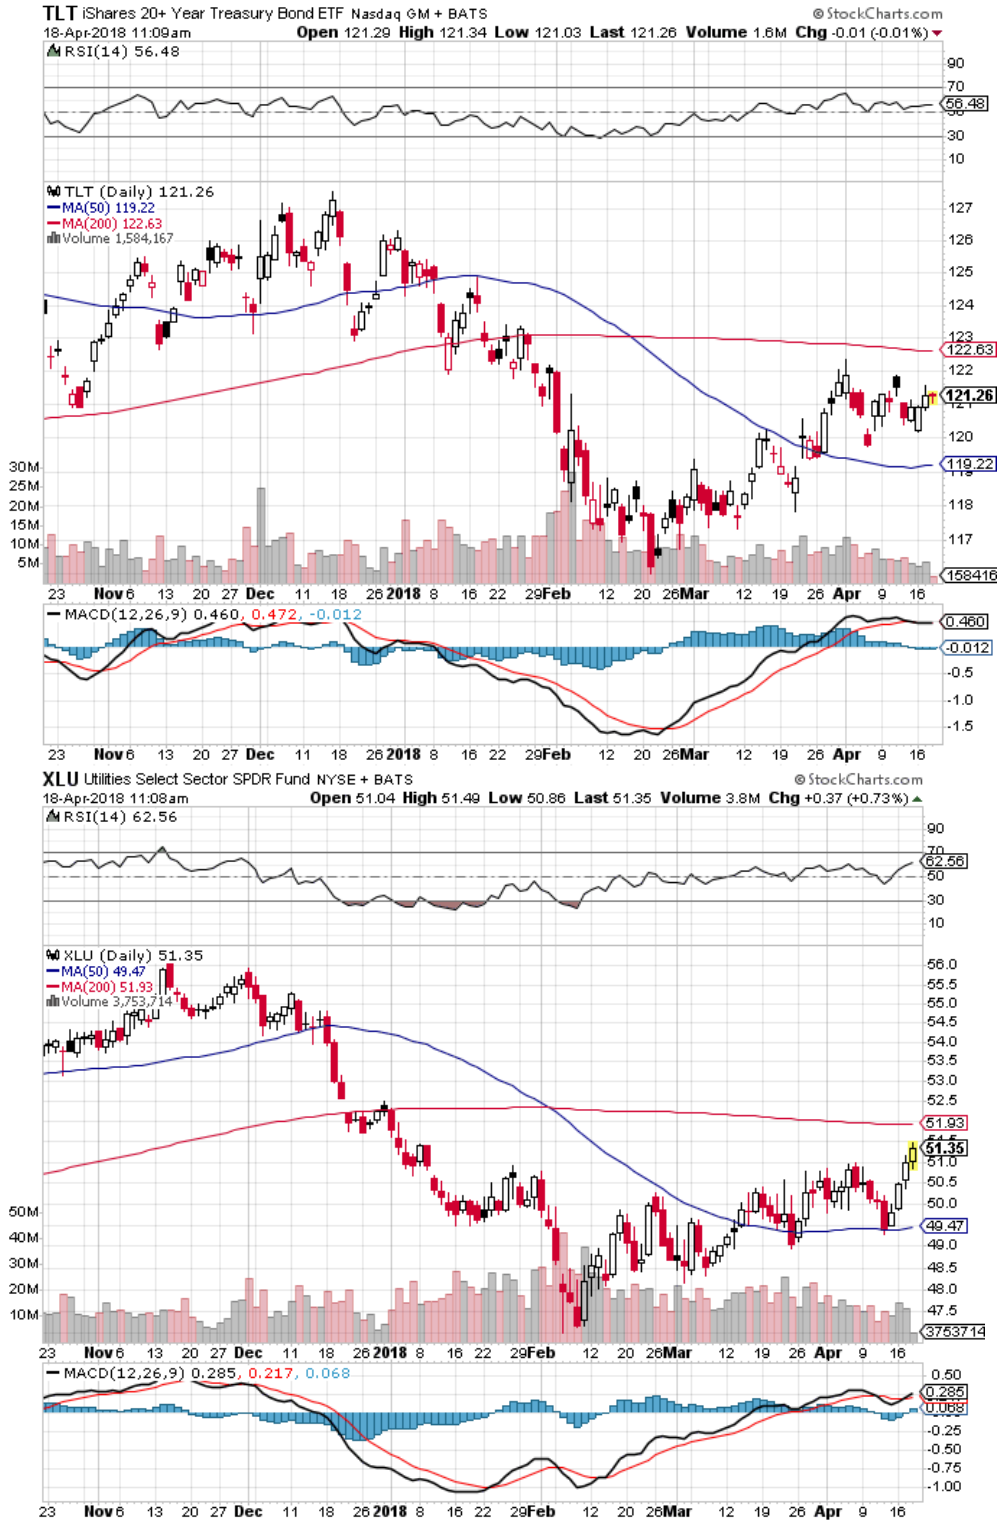 TLT iShares 20+ Year Treasury Bond ETF Nasdaq GM + BATS © StockCharts.com
18-Apr-2018 11:09am Open 121.29 High 121.34 Low 121.03 Last 121.26 Volume 1.6M Chg -0.01 (-0.01%)
RSI(14) 56.48
90
70
56.48
50
30
10
TLT (Daily) 121.26
MA(50) 119.22
MA(200) 122.63
Volume 1,584,167
127
126
125
124
123
122.63
122
121.26
121
120
119.22
118
117
30M
25M
20M
15M
10M
5M
158416
23 Nov 6 13 20 27 Dec 11 18 26 2018 8 16 22 29 Feb 12 20 26 Mar 12 19 26 Apr 9 16
MACD(12,26,9) 0.460, 0.472, -0.012
0.460
-0.012
-0.5
-1.0
-1.5
23 Nov 6 13 20 27 Dec 11 18 26 2018 8 16 22 29 Feb 12 20 26 Mar 12 19 26 Apr 9 16
XLU Utilities Select Sector SPDR Fund NYSE + BATS © StockCharts.com
18-Apr-2018 11:08am Open 51.04 High 51.49 Low 50.86 Last 51.35 Volume 3.8M Chg +0.37 (+0.73%)
RSI(14) 62.56
90
70
62.56
50
30
10
XLU (Daily) 51.35
MA(50) 49.47
MA(200) 51.93
Volume 3,753,714
56.0
55.5
55.0
54.5
54.0
53.5
53.0
52.5
51.93
51.5
51.35
51.0
50.5
50.0
49.47
49.0
48.5
48.0
47.5
50M
40M
30M
20M
10M
3753714
23 Nov 6 13 20 27 Dec 11 18 26 2018 8 16 22 29 Feb 12 20 26 Mar 12 19 26 Apr 9 16
MACD(12,26,9) 0.285, 0.217, 0.068
0.50
0.285
0.068
-0.25
-0.50
-0.75
-1.00
23 Nov 6 13 20 27 Dec 11 18 26 2018 8 16 22 29 Feb 12 20 26 Mar 12 19 26 Apr 9 16